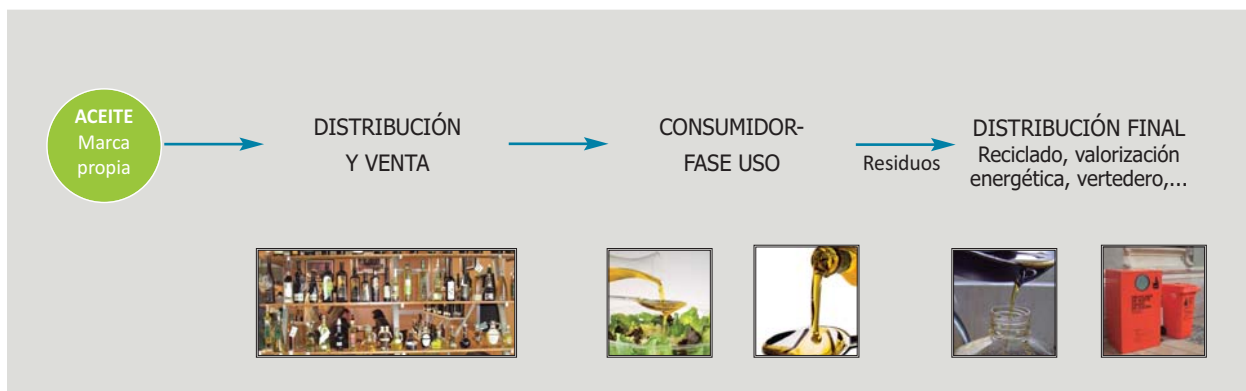 ACEITE
Marca
propia
DISTRIBUCIÓN
Y VENTA
CONSUMIDOR-
FASE USO
Residuos
DISTRIBUCIÓN FINAL
Reciclado, valorización
energética, vertedero,...